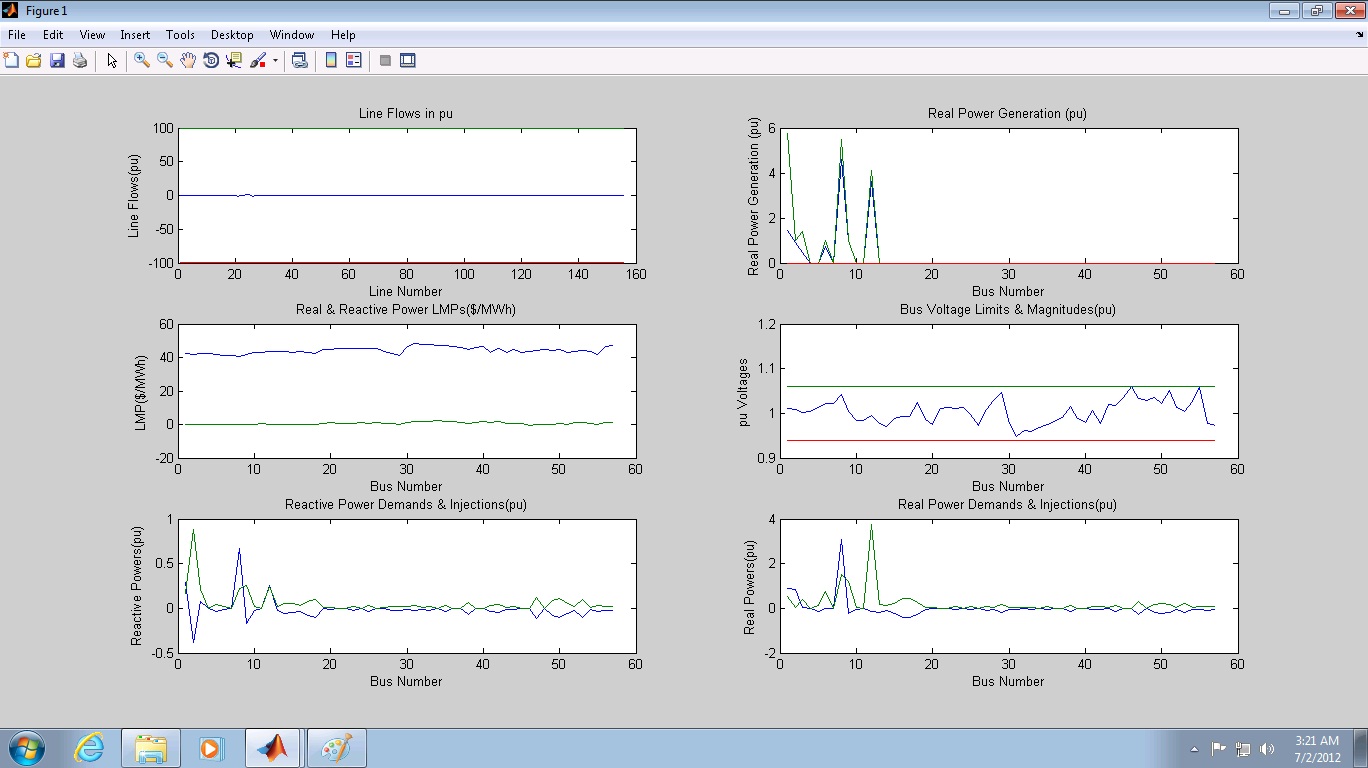 Figure 1
File Edit View Insert Tools Desktop Window Help
Line Flows in pu
Line Flows(pu)
100
50
0
-50
-100
0 20 40 60 80 100 120 140 160
Line Number
Real Power Generation (pu)
Real Power Generation (pu)
6
4
2
0
0 10 20 30 40 50 60
Bus Number
Real & Reactive Power LMPs($/MWh)
LMP($/MWh)
60
40
20
0
-20
0 10 20 30 40 50 60
Bus Number
Bus Voltage Limits & Magnitudes(pu)
pu Voltages
1.2
1.1
1
0.9
0 10 20 30 40 50 60
Bus Number
Reactive Power Demands & Injections(pu)
Reactive Powers(pu)
1
0.5
0
-0.5
0 10 20 30 40 50 60
Bus Number
Real Power Demands & Injections(pu)
Real Powers(pu)
4
2
0
-2
0 10 20 30 40 50 60
Bus Number
3:21 AM
7/2/2012